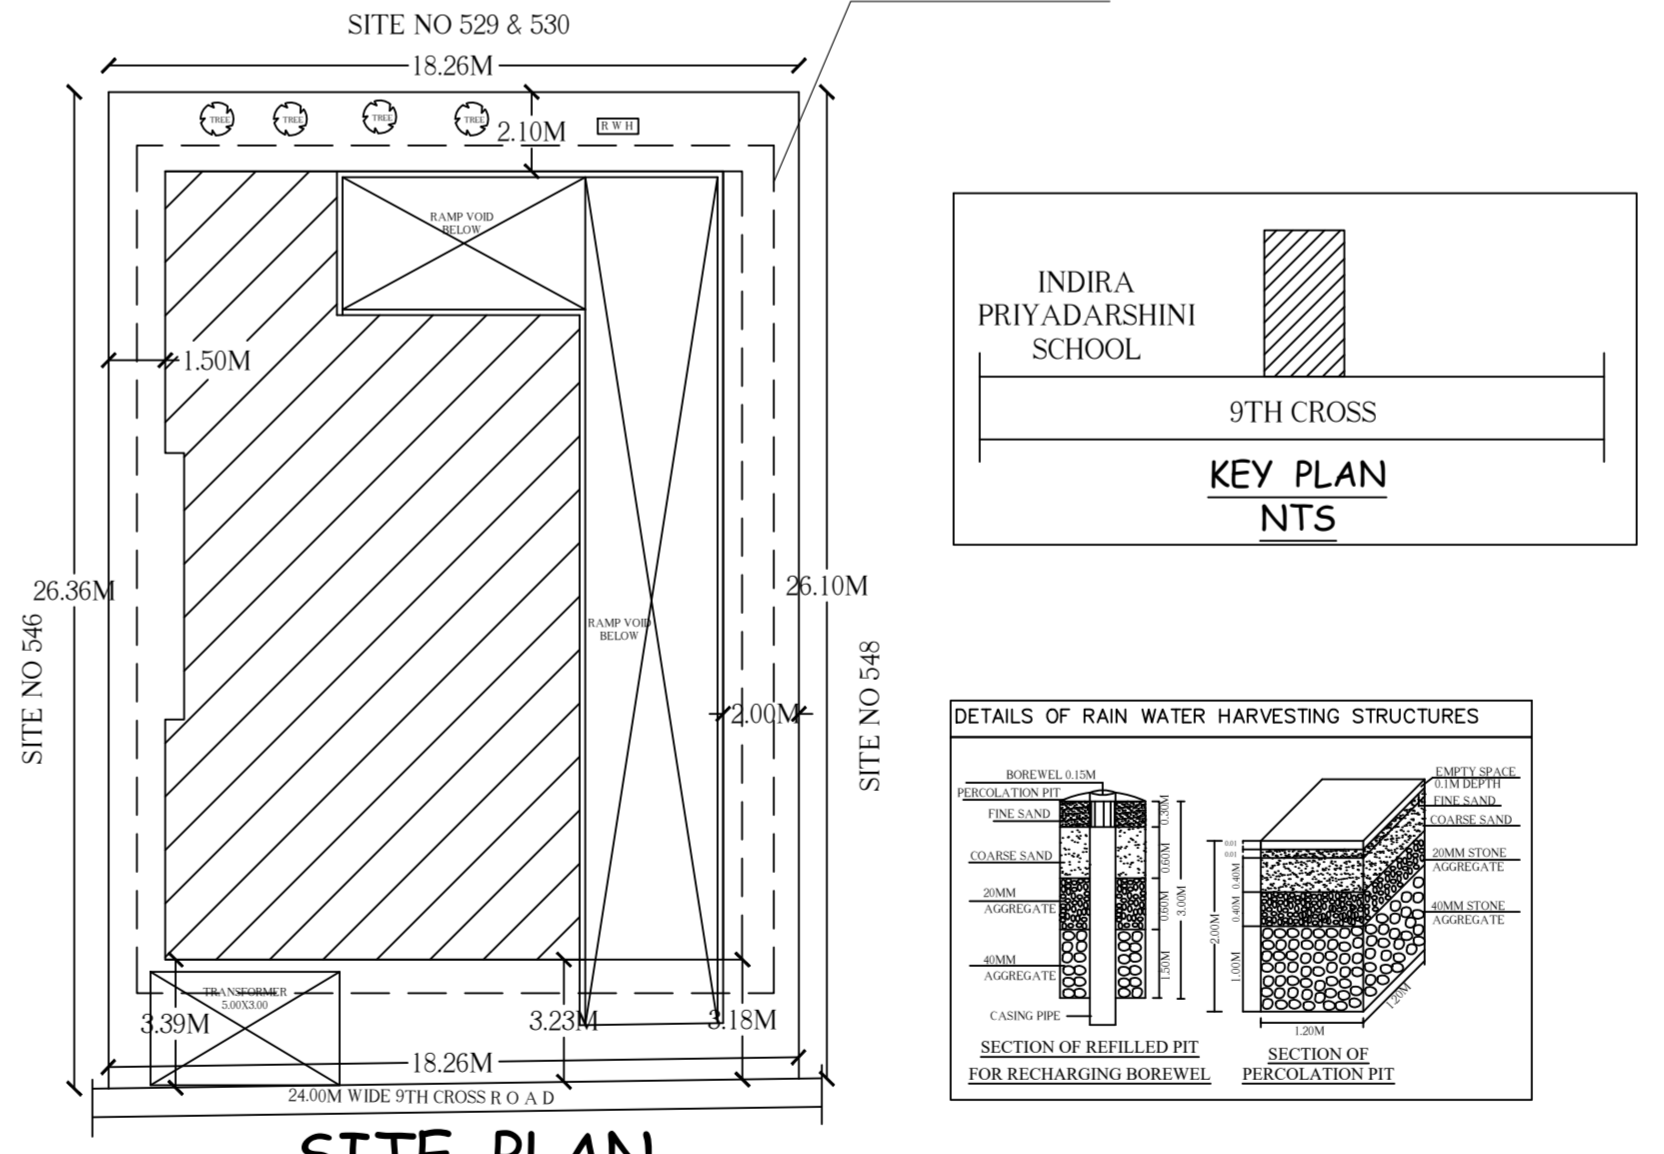 SITE NO 529 & 530
18.26M
TREE
TREE
TREE
TREE
2.10M
R W H
RAMP VOID
BELOW
1.50M
26.36M
SITE NO 546
26.10M
SITE NO 548
RAMP VOID
BELOW
2.00M
TRANSFORMER
5.00X3.00
3.39M
3.23M
3.18M
18.26M
24.00M WIDE 9TH CROSS R O A D
SITE PLAN
INDIRA
PRIYADARSHINI
SCHOOL
9TH CROSS
KEY PLAN
NTS
DETAILS OF RAIN WATER HARVESTING STRUCTURES
BOREWEL 0.15M
PERCOLATION PIT
FINE SAND
COARSE SAND
20MM
AGGREGATE
40MM
AGGREGATE
CASING PIPE
0.30M
0.60M
0.60M
1.50M
3.00M
SECTION OF REFILLED PIT
FOR RECHARGING BOREWEL
EMPTY SPACE
0.1M DEPTH
FINE SAND
COARSE SAND
20MM STONE
AGGREGATE
40MM STONE
AGGREGATE
0.01
0.01
0.40M
0.40M
1.00M
2.00M
1.20M
1.20M
SECTION OF
PERCOLATION PIT